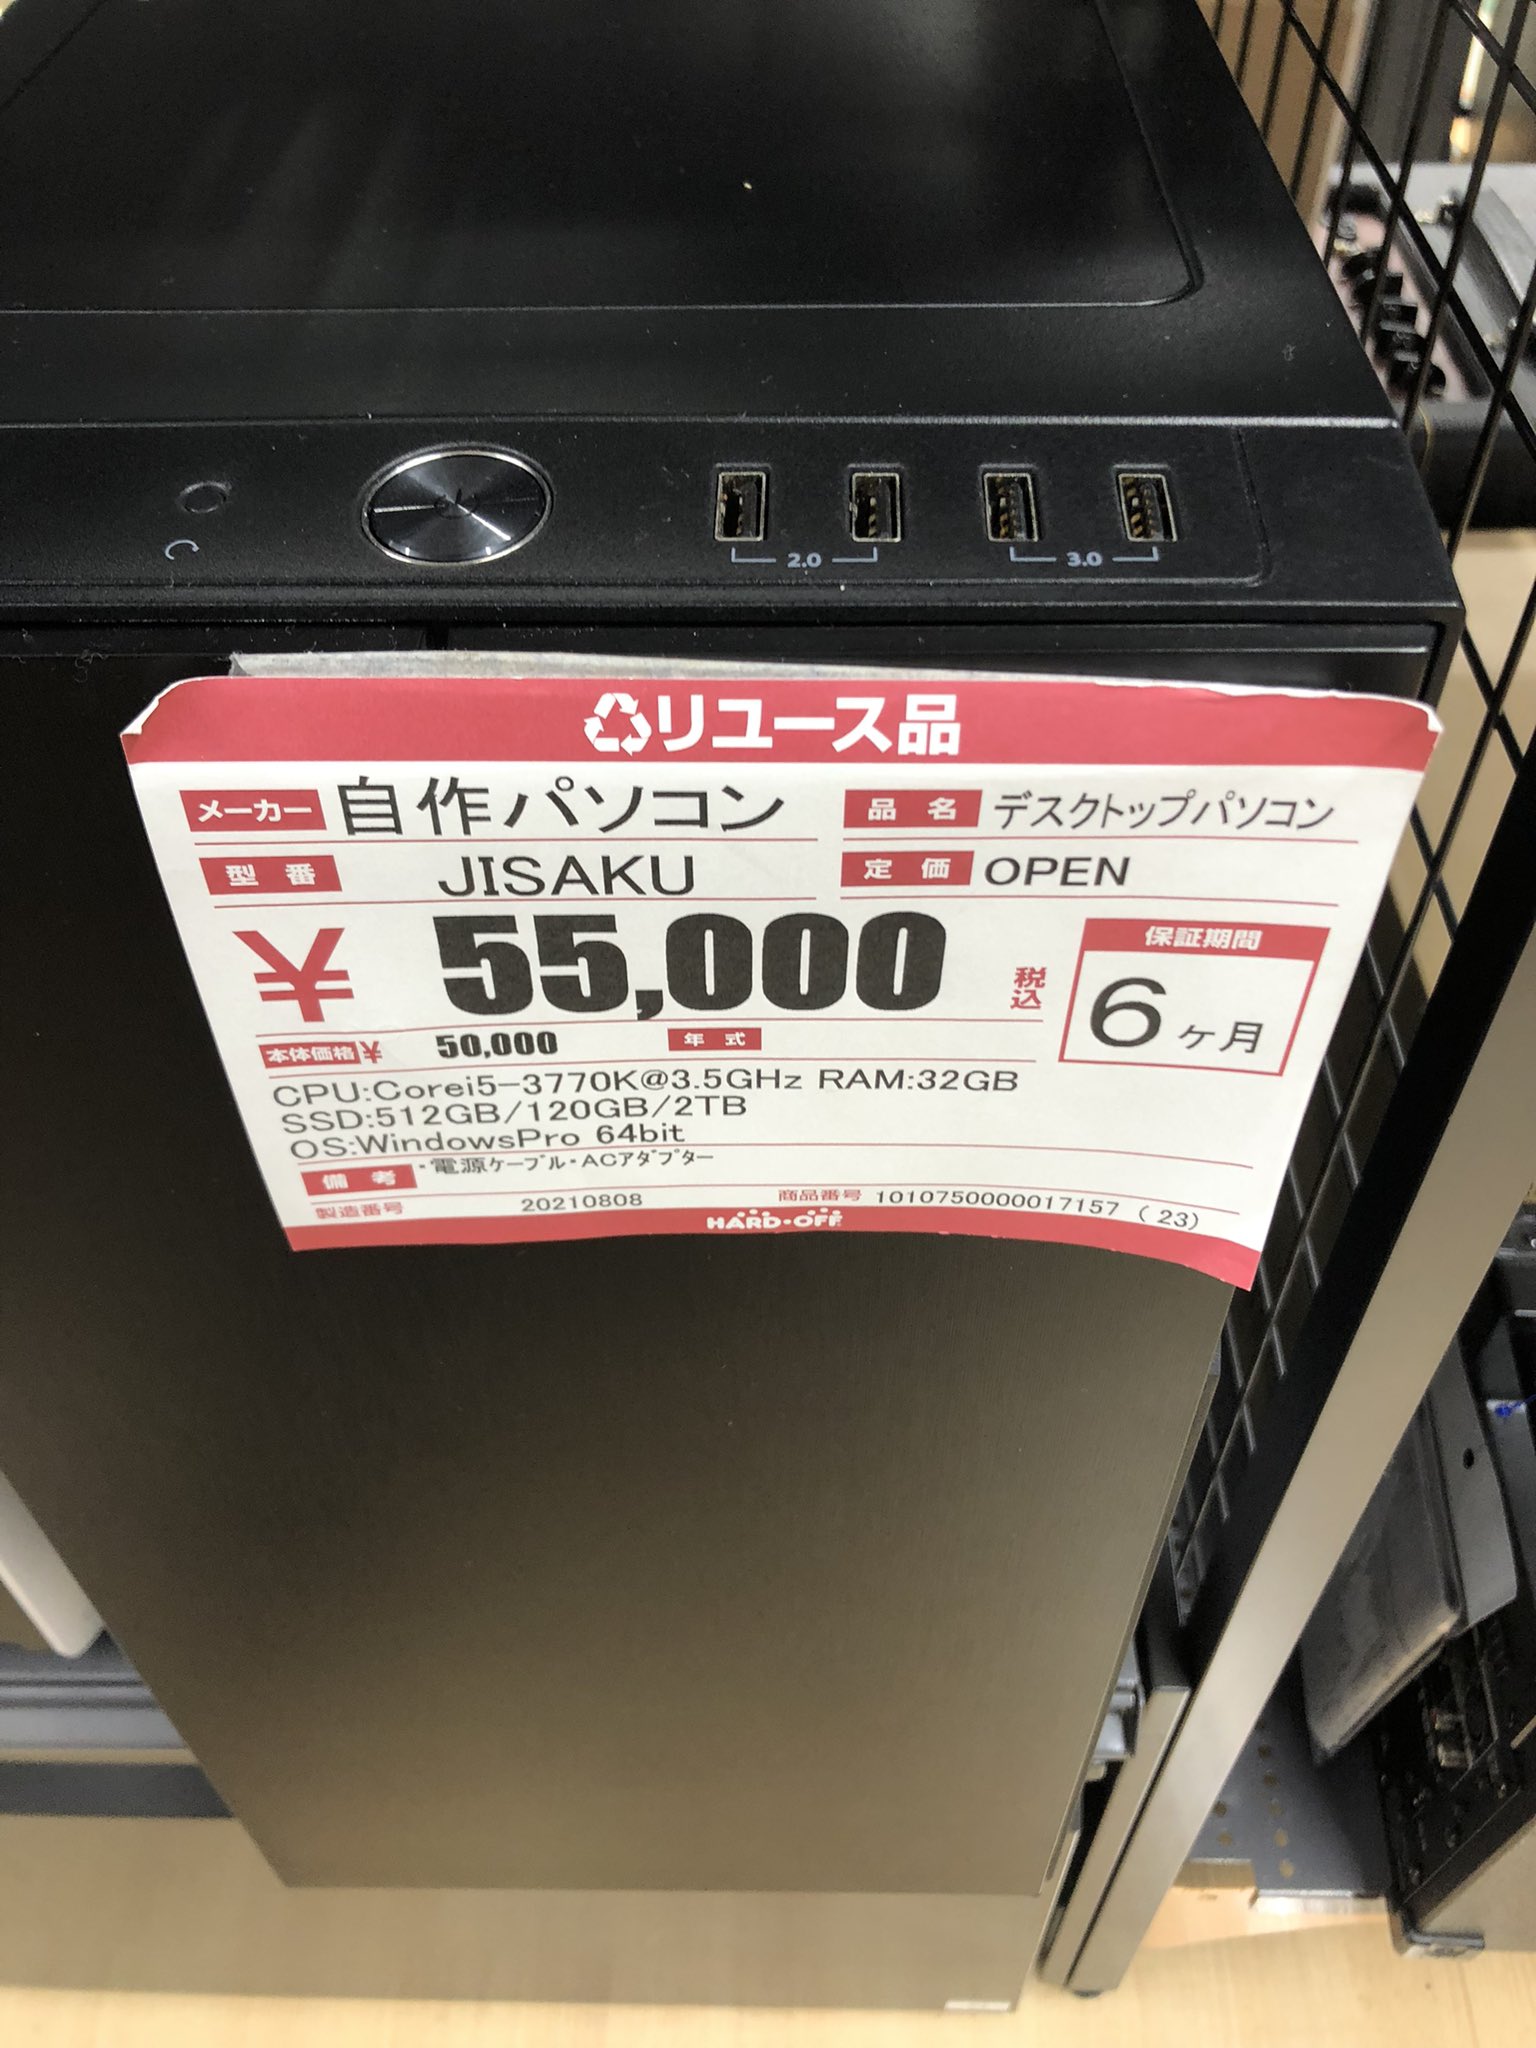 2.0
3.0
リユース品
メーカー 自作パソコン
品名 デスクトップパソコン
型番 JISAKU
定価 OPEN
¥ 55,000 税込
保証期間
6ヶ月
本体価格¥ 50,000 年式
CPU:Corei5-3770K@3.5GHz RAM:32GB
SSD:512GB/120GB/2TB
OS:WindowsPro 64bit
備考 ・電源ケーブル・ACアダプター
製造番号 20210808 商品番号 1010750000017157 (23)
HARD・OFF